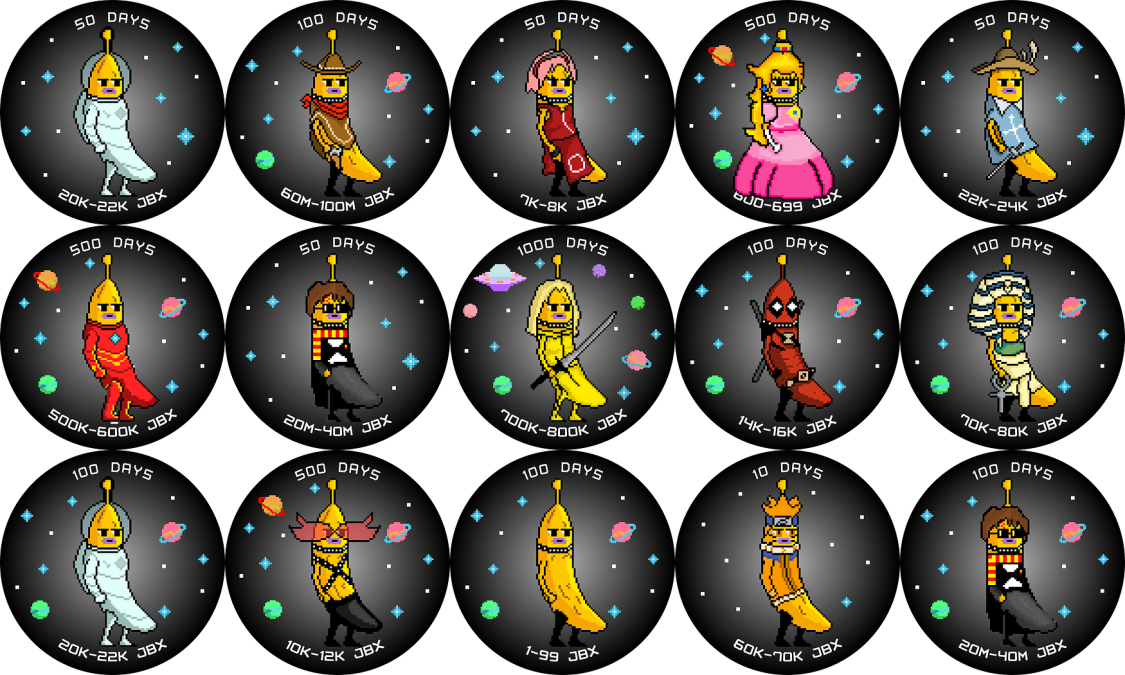 50 DAYS
20K-22K JBX
100 DAYS
60M-100M JBX
50 DAYS
7K-8K JBX
500 DAYS
600-699 JBX
50 DAYS
22K-24K JBX
500 DAYS
500K-600K JBX
50 DAYS
20M-40M JBX
1000 DAYS
700K-800K JBX
100 DAYS
14K-16K JBX
100 DAYS
70K-80K JBX
100 DAYS
20K-22K JBX
500 DAYS
10K-12K JBX
100 DAYS
1-99 JBX
10 DAYS
60K-70K JBX
100 DAYS
20M-40M JBX